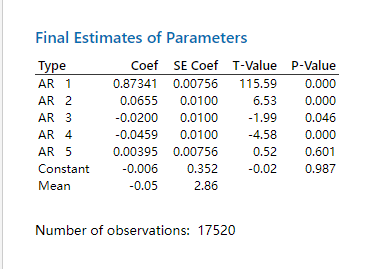 Final Estimates of Parameters
Type Coef SE Coef T-Value P-Value
AR 1 0.87341 0.00756 115.59 0.000
AR 2 0.0655 0.0100 6.53 0.000
AR 3 -0.0200 0.0100 -1.99 0.046
AR 4 -0.0459 0.0100 -4.58 0.000
AR 5 0.00395 0.00756 0.52 0.601
Constant -0.006 0.352 -0.02 0.987
Mean -0.05 2.86
Number of observations: 17520